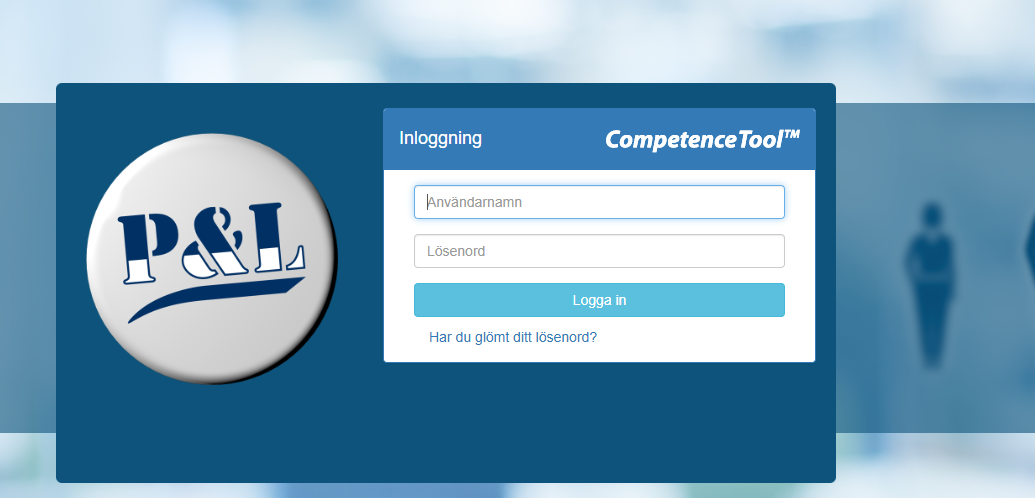 P&L
Inloggning
CompetenceTool™
Användarnamn
Lösenord
Logga in
Har du glömt ditt lösenord?